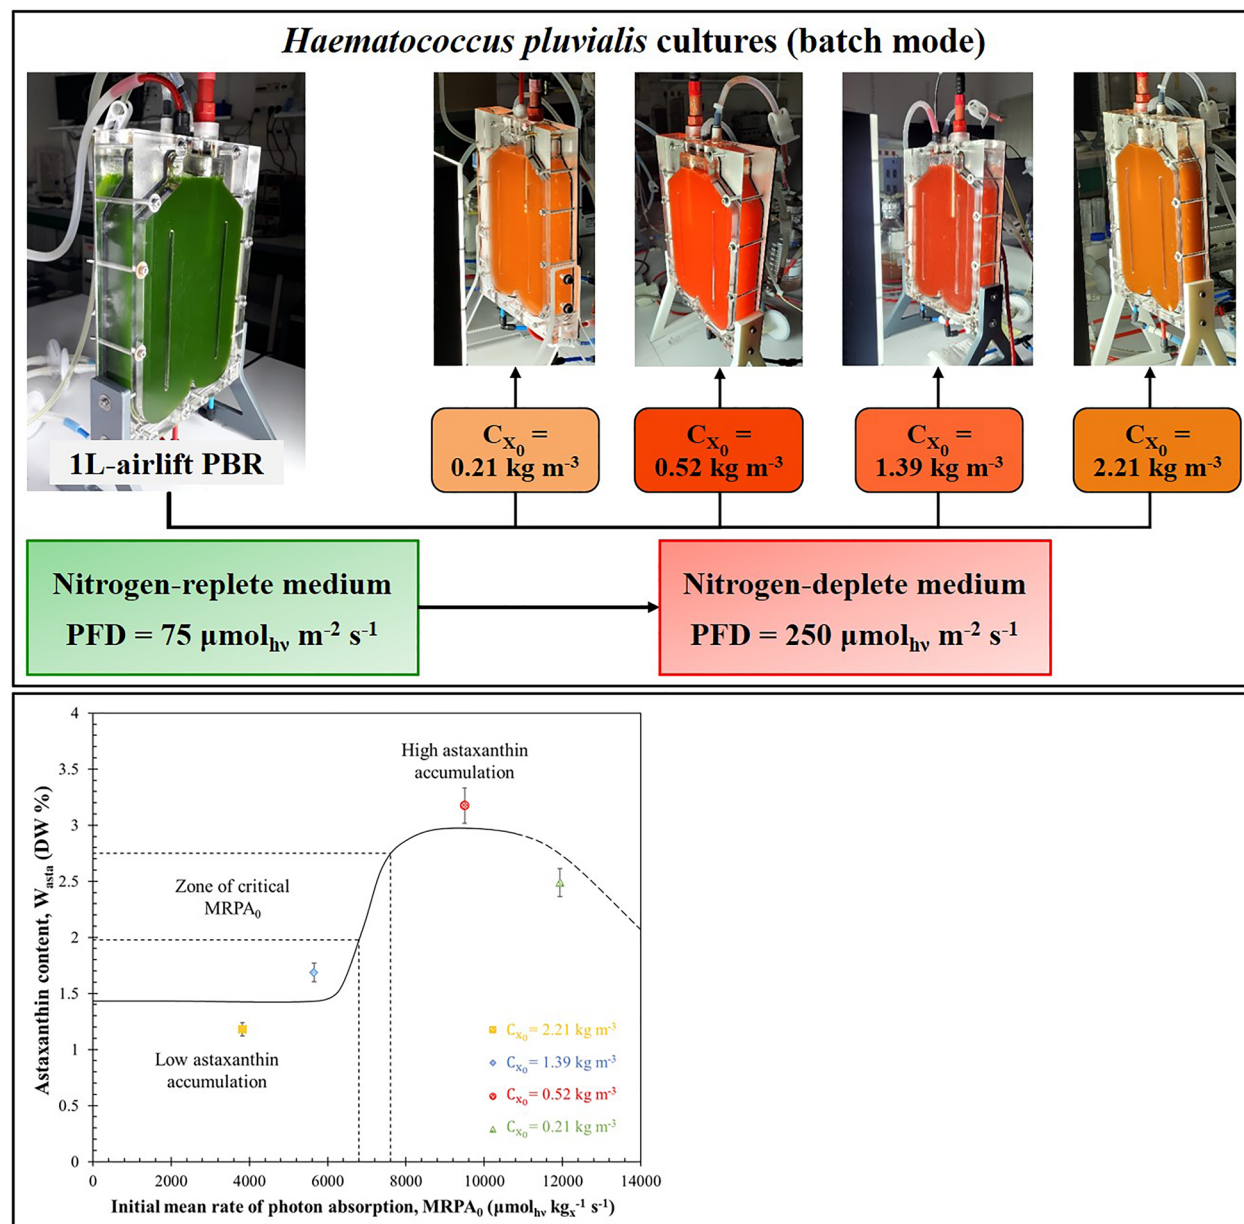 Haematococcus pluvialis cultures (batch mode)
1L-airlift PBR
Cx₀ =
0.21 kg m⁻³
Cx₀ =
0.52 kg m⁻³
Cx₀ =
1.39 kg m⁻³
Cx₀ =
2.21 kg m⁻³
Nitrogen-replete medium
PFD = 75 µmolhν m⁻² s⁻¹
Nitrogen-deplete medium
PFD = 250 µmolhν m⁻² s⁻¹
Astaxanthin content, Wasta (DW %)
4
3.5
3
2.5
2
1.5
1
0.5
0
High astaxanthin
accumulation
Zone of critical
MRPA₀
Low astaxanthin
accumulation
Cx₀ = 2.21 kg m⁻³
Cx₀ = 1.39 kg m⁻³
Cx₀ = 0.52 kg m⁻³
Cx₀ = 0.21 kg m⁻³
0 2000 4000 6000 8000 10000 12000 14000
Initial mean rate of photon absorption, MRPA₀ (µmolhν kgx⁻¹ s⁻¹)